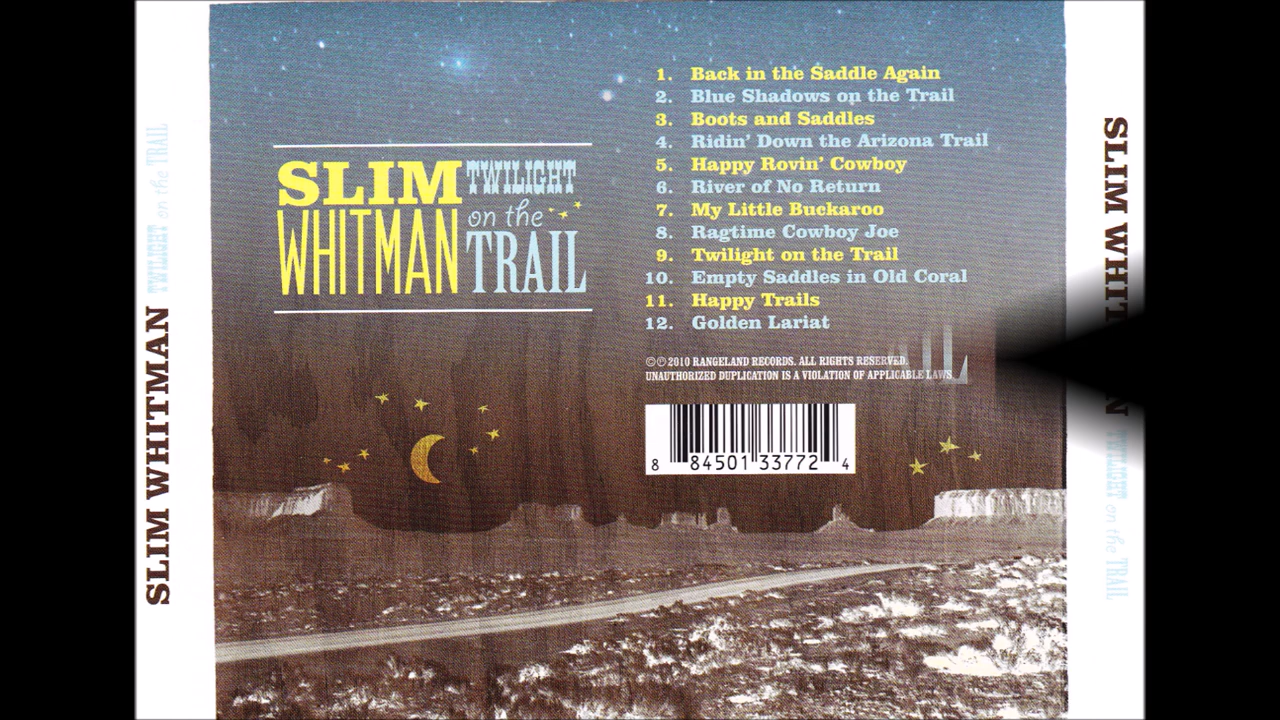 SLIM WHITMAN
TWILIGHT on the TRAIL
SLIM
WHITMAN
TWILIGHT
on the
TRAIL
1. Back in the Saddle Again
2. Blue Shadows on the Trail
3. Boots and Saddles
4. Ridin' Down the Arizona Trail
5. Happy Rovin' Cowboy
6. River of No Return
7. My Little Buckaroo
8. Ragtime Cowboy Joe
9. Twilight on the Trail
10. Empty Saddles in Old Coral
11. Happy Trails
12. Golden Lariat
©℗2010 RANGELAND RECORDS. ALL RIGHTS RESERVED.
UNAUTHORIZED DUPLICATION IS A VIOLATION OF APPLICABLE LAWS.
8 84501 33772 4
SLIM WHITMAN
TWILIGHT on the TRAIL